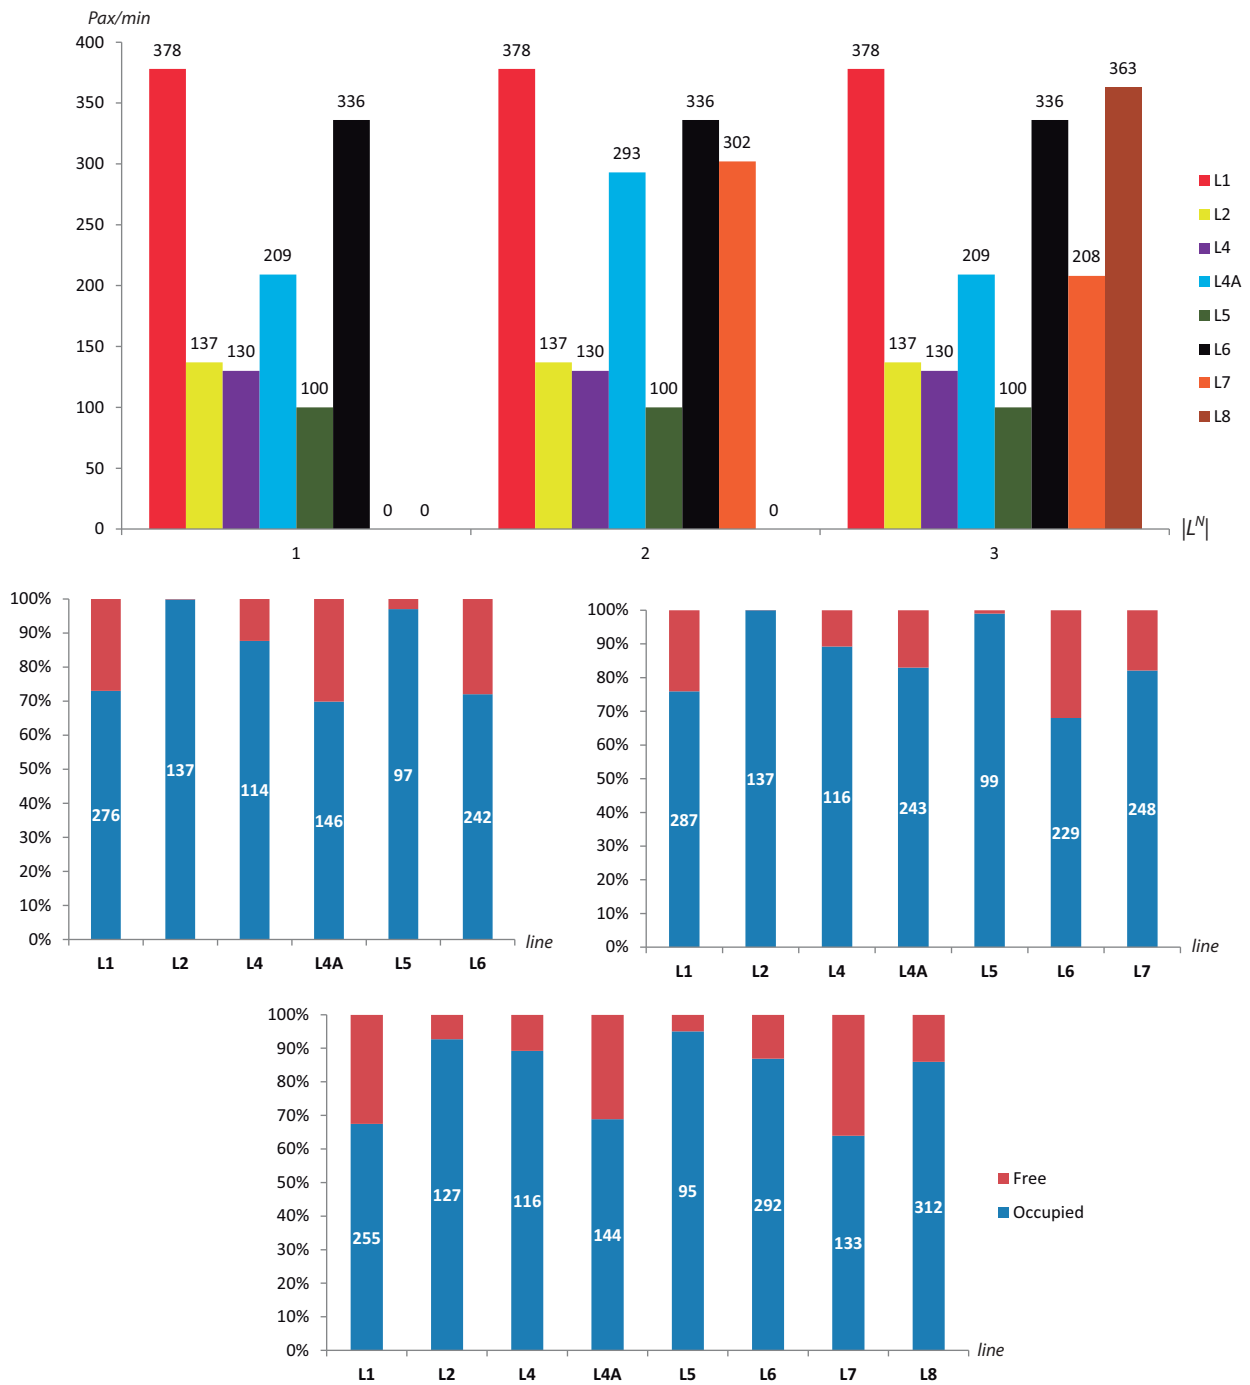 Pax/min
400
350
300
250
200
150
100
50
0
378
137
130
209
100
336
0
0
378
137
130
293
100
336
302
0
378
137
130
209
100
336
208
363
1
2
3
|L^N|
L1
L2
L4
L4A
L5
L6
L7
L8
100%
90%
80%
70%
60%
50%
40%
30%
20%
10%
0%
276
137
114
146
97
242
L1
L2
L4
L4A
L5
L6
line
100%
90%
80%
70%
60%
50%
40%
30%
20%
10%
0%
287
137
116
243
99
229
248
L1
L2
L4
L4A
L5
L6
L7
line
100%
90%
80%
70%
60%
50%
40%
30%
20%
10%
0%
255
127
116
144
95
292
133
312
L1
L2
L4
L4A
L5
L6
L7
L8
line
Free
Occupied